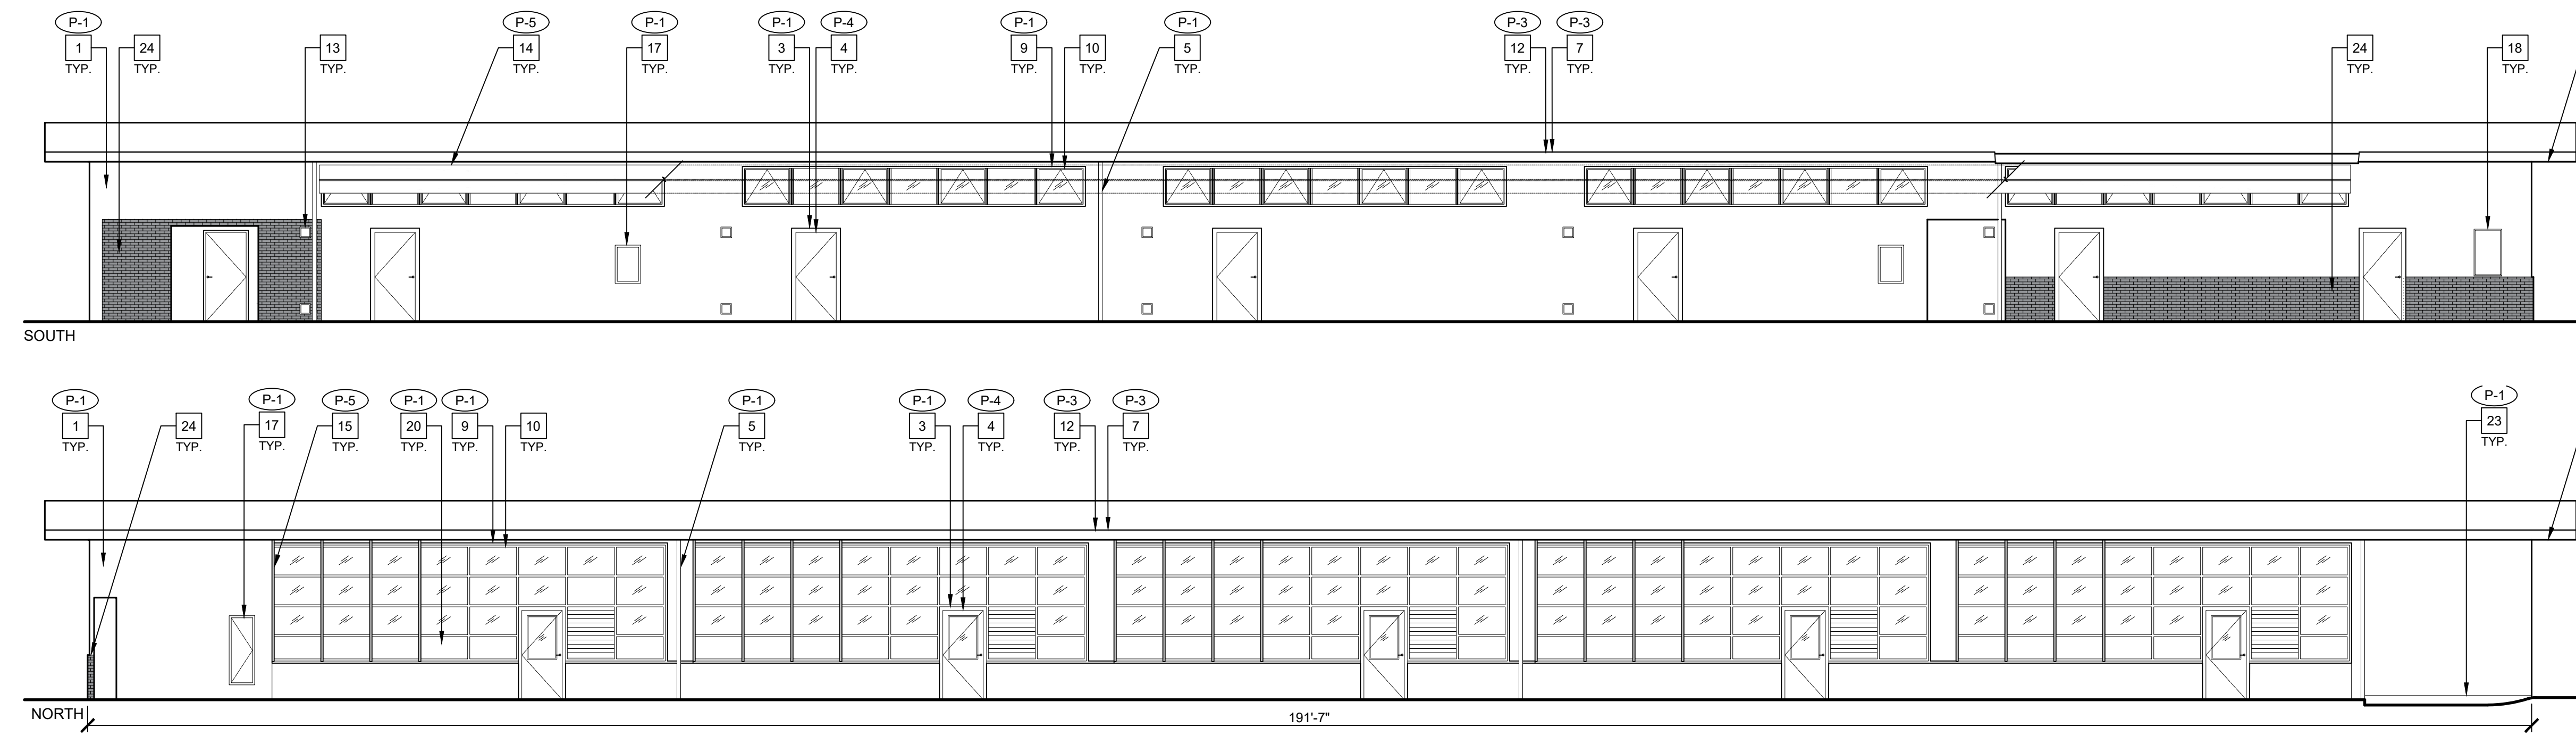 P-1 P-5 P-1 P-1 P-4 P-1 P-1 P-3 P-3
1 24 13 14 17 3 4 9 10 5 12 7 24 18
TYP. TYP. TYP. TYP. TYP. TYP. TYP. TYP. TYP. TYP. TYP. TYP. TYP. TYP.
SOUTH
P-1 P-1 P-5 P-1 P-1 P-1 P-1 P-4 P-3 P-3 P-1
1 24 17 15 20 9 10 5 3 4 12 7 23
TYP. TYP. TYP. TYP. TYP. TYP. TYP. TYP. TYP. TYP. TYP. TYP. TYP.
NORTH
191'-7"